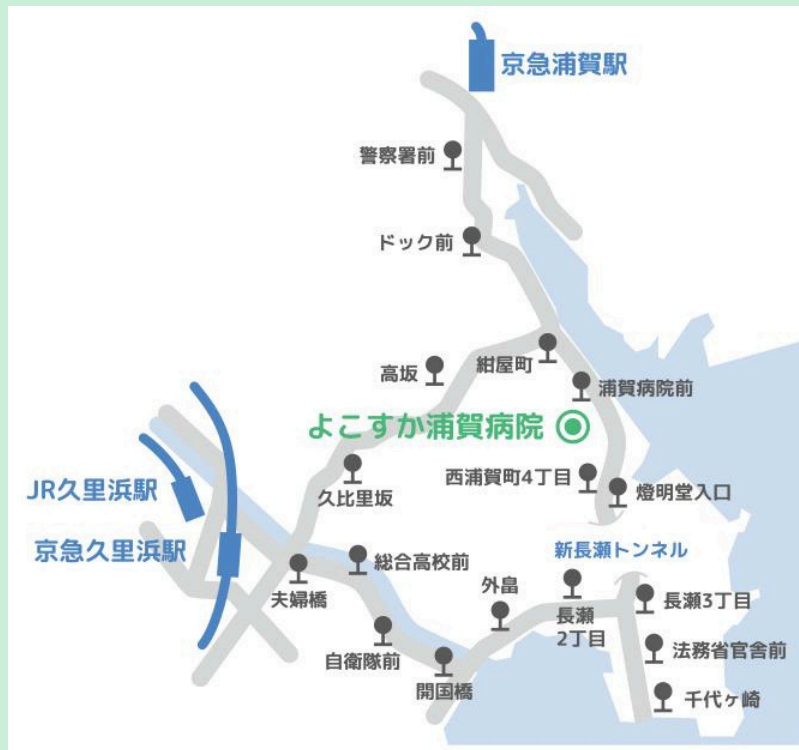 京急浦賀駅
警察署前
ドック前
紺屋町
高坂
浦賀病院前
よこすか浦賀病院
西浦賀町4丁目
久比里坂
燈明堂入口
JR久里浜駅
京急久里浜駅
新長瀬トンネル
総合高校前
夫婦橋
外畠
長瀬
2丁目
長瀬3丁目
自衛隊前
法務省官舎前
開国橋
千代ヶ崎